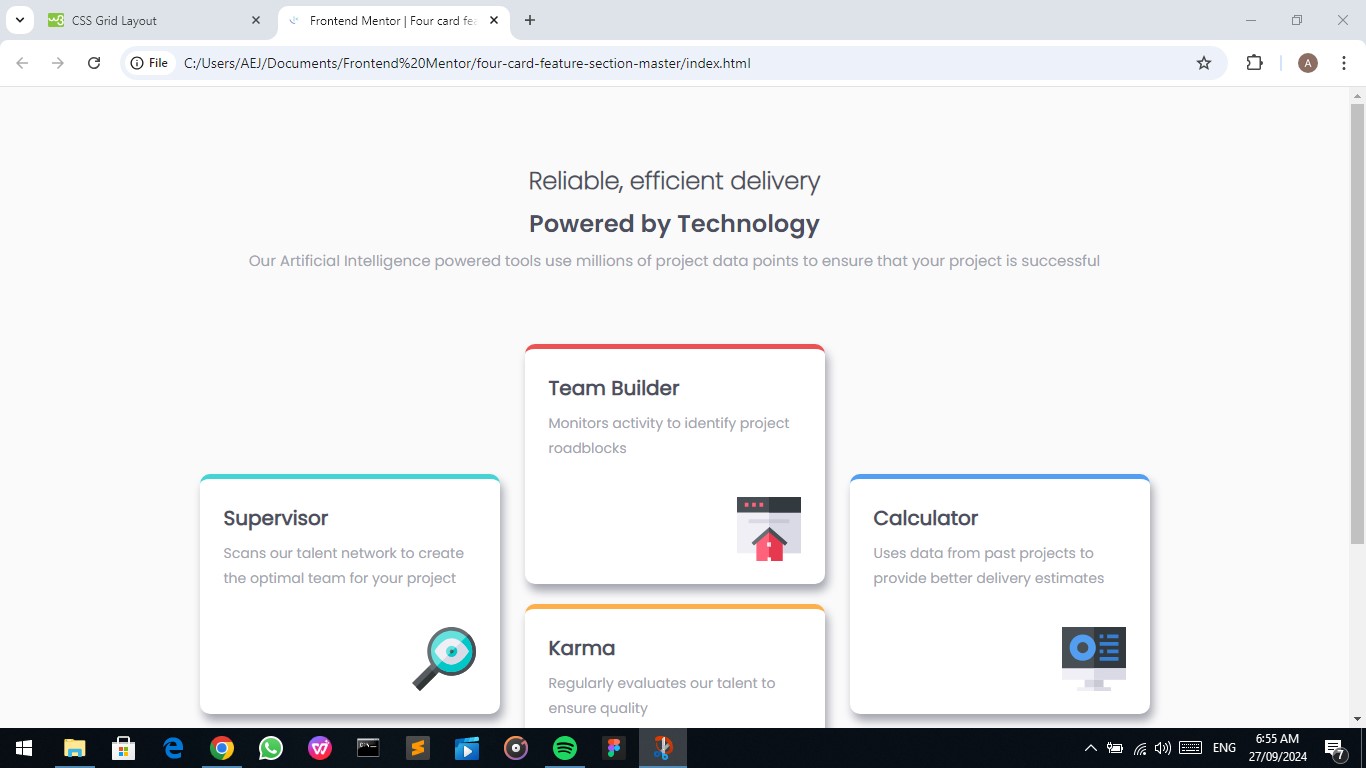 CSS Grid Layout
Frontend Mentor | Four card fea
File
C:/Users/AEJ/Documents/Frontend%20Mentor/four-card-feature-section-master/index.html
A
Reliable, efficient delivery
Powered by Technology
Our Artificial Intelligence powered tools use millions of project data points to ensure that your project is successful
Team Builder
Monitors activity to identify project
roadblocks
Supervisor
Scans our talent network to create
the optimal team for your project
Calculator
Uses data from past projects to
provide better delivery estimates
Karma
Regularly evaluates our talent to
ensure quality
ENG
6:55 AM
27/09/2024
7